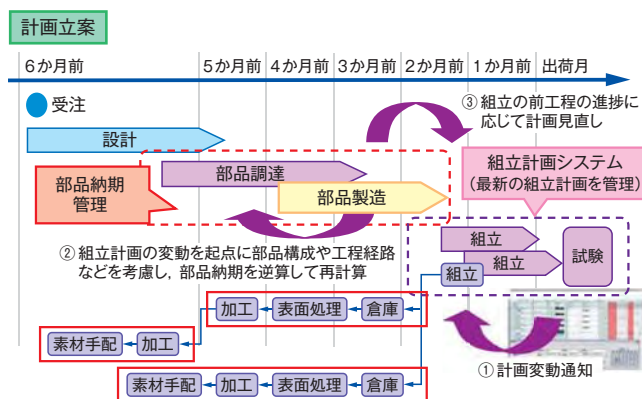 計画立案
6か月前
5か月前
4か月前
3か月前
2か月前
1か月前
出荷月
受注
③ 組立の前工程の進捗に
応じて計画見直し
設計
組立計画システム
(最新の組立計画を管理)
部品納期
管理
部品調達
部品製造
② 組立計画の変動を起点に部品構成や工程経路
などを考慮し，部品納期を逆算して再計算
組立
組立
組立
試験
加工
表面処理
倉庫
素材手配
加工
①計画変動通知
素材手配
加工
表面処理
倉庫